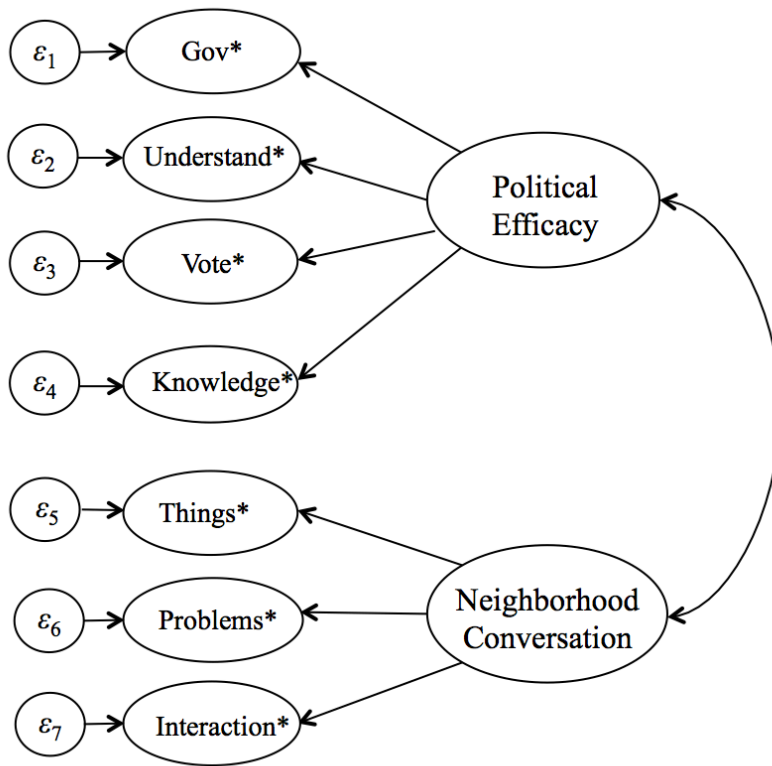 ε1
Gov*
ε2
Understand*
Political
Efficacy
ε3
Vote*
ε4
Knowledge*
ε5
Things*
ε6
Problems*
Neighborhood
Conversation
ε7
Interaction*